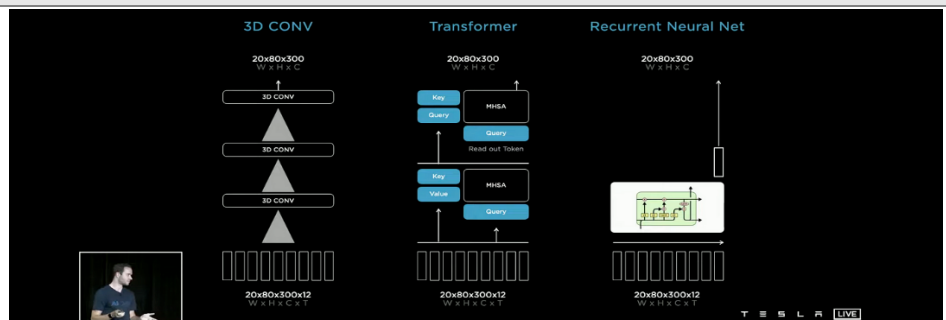 3D CONV
20x80x300
W x H x C
3D CONV
3D CONV
3D CONV
20x80x300x12
W x H x C x T
Transformer
20x80x300
W x H x C
Key
Query
MHSA
Query
Read out Token
Key
Value
MHSA
Query
20x80x300x12
W x H x C x T
Recurrent Neural Net
20x80x300
W x H x C
20x80x300x12
W x H x C x T
TESLA LIVE